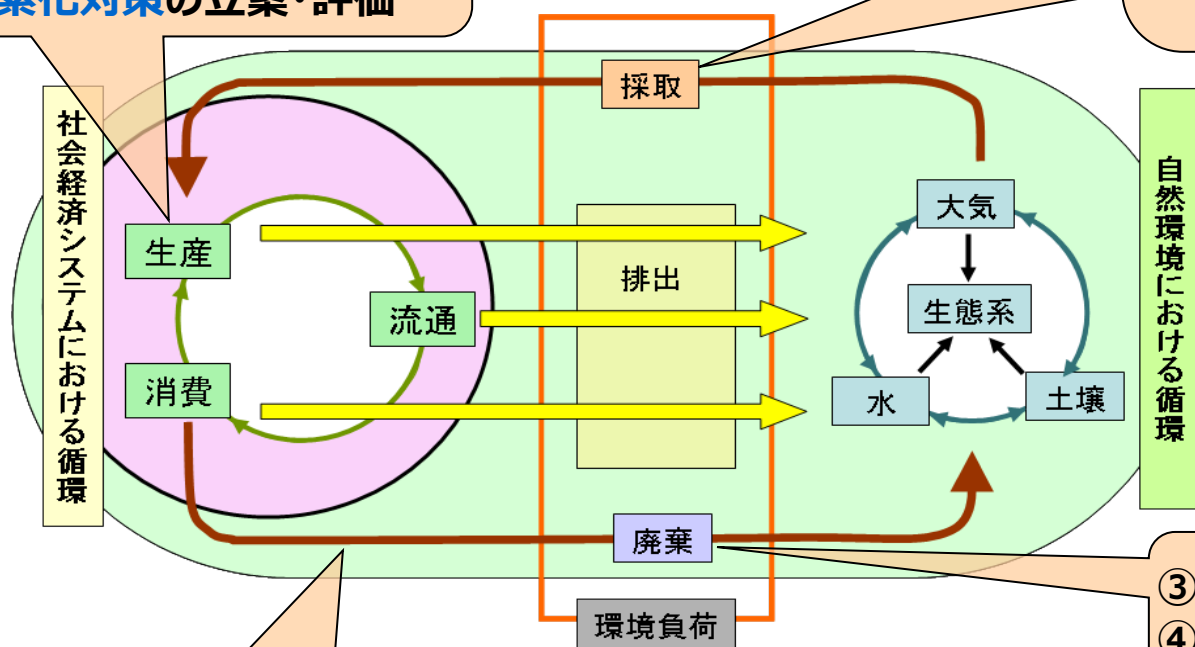 素化対策の立案・評価
採取
社会経済システムにおける循環
自然環境における循環
大気
生産
排出
流通
生態系
消費
水
土壌
廃棄
環境負荷
③
④